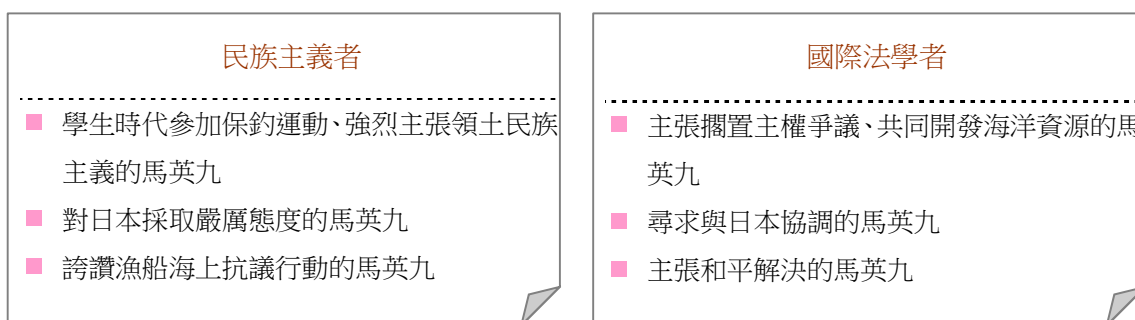 民族主義者
學生時代參加保釣運動、強烈主張領土民族
主義的馬英九
對日本採取嚴厲態度的馬英九
誇讚漁船海上抗議行動的馬英九
國際法學者
主張擱置主權爭議、共同開發海洋資源的馬
英九
尋求與日本協調的馬英九
主張和平解決的馬英九